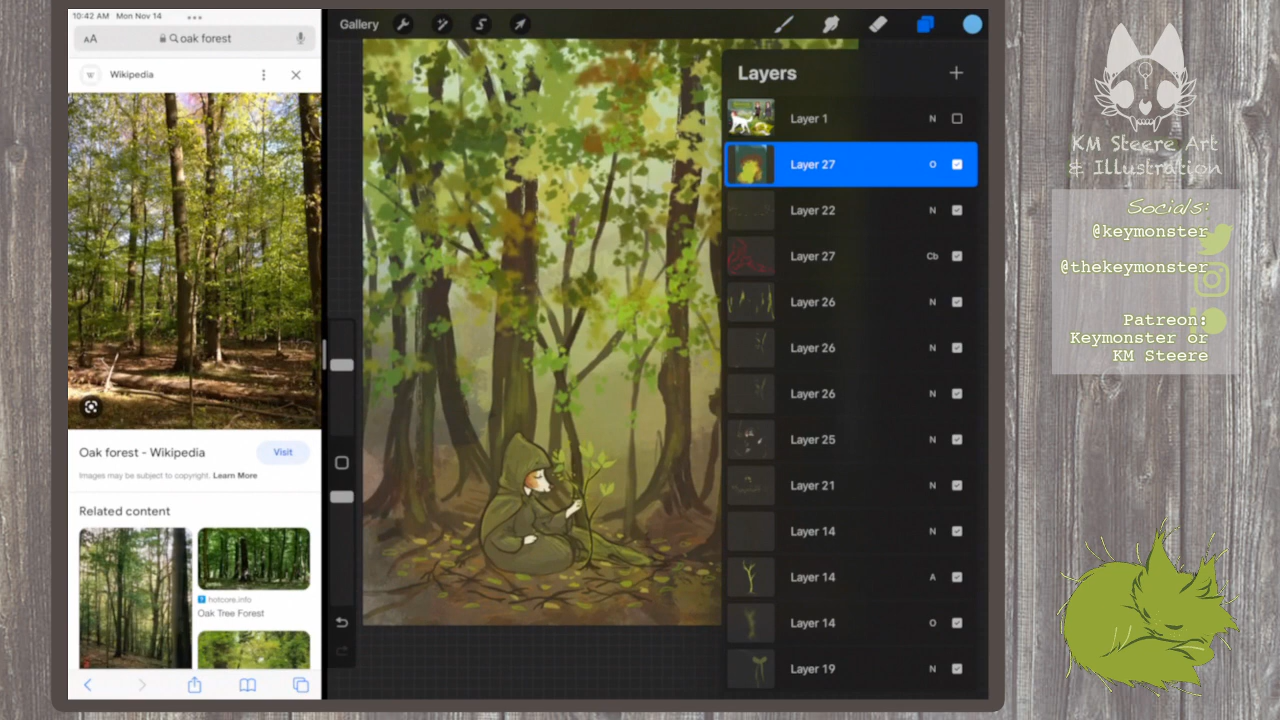 10:42 AM Mon Nov 14
AA
oak forest
Wikipedia
Oak forest - Wikipedia
Visit
Images may be subject to copyright. Learn More
Related content
hotcore.info
Oak Tree Forest
Gallery
Layers
Layer 1 N
Layer 27 O
Layer 22 N
Layer 27 Cb
Layer 26 N
Layer 26 N
Layer 26 N
Layer 25 N
Layer 21 N
Layer 14 N
Layer 14 A
Layer 14 O
Layer 19 N
KM Steere Art
& Illustration
Socials:
@keymonster
@thekeymonster
Patreon:
Keymonster or
KM Steere